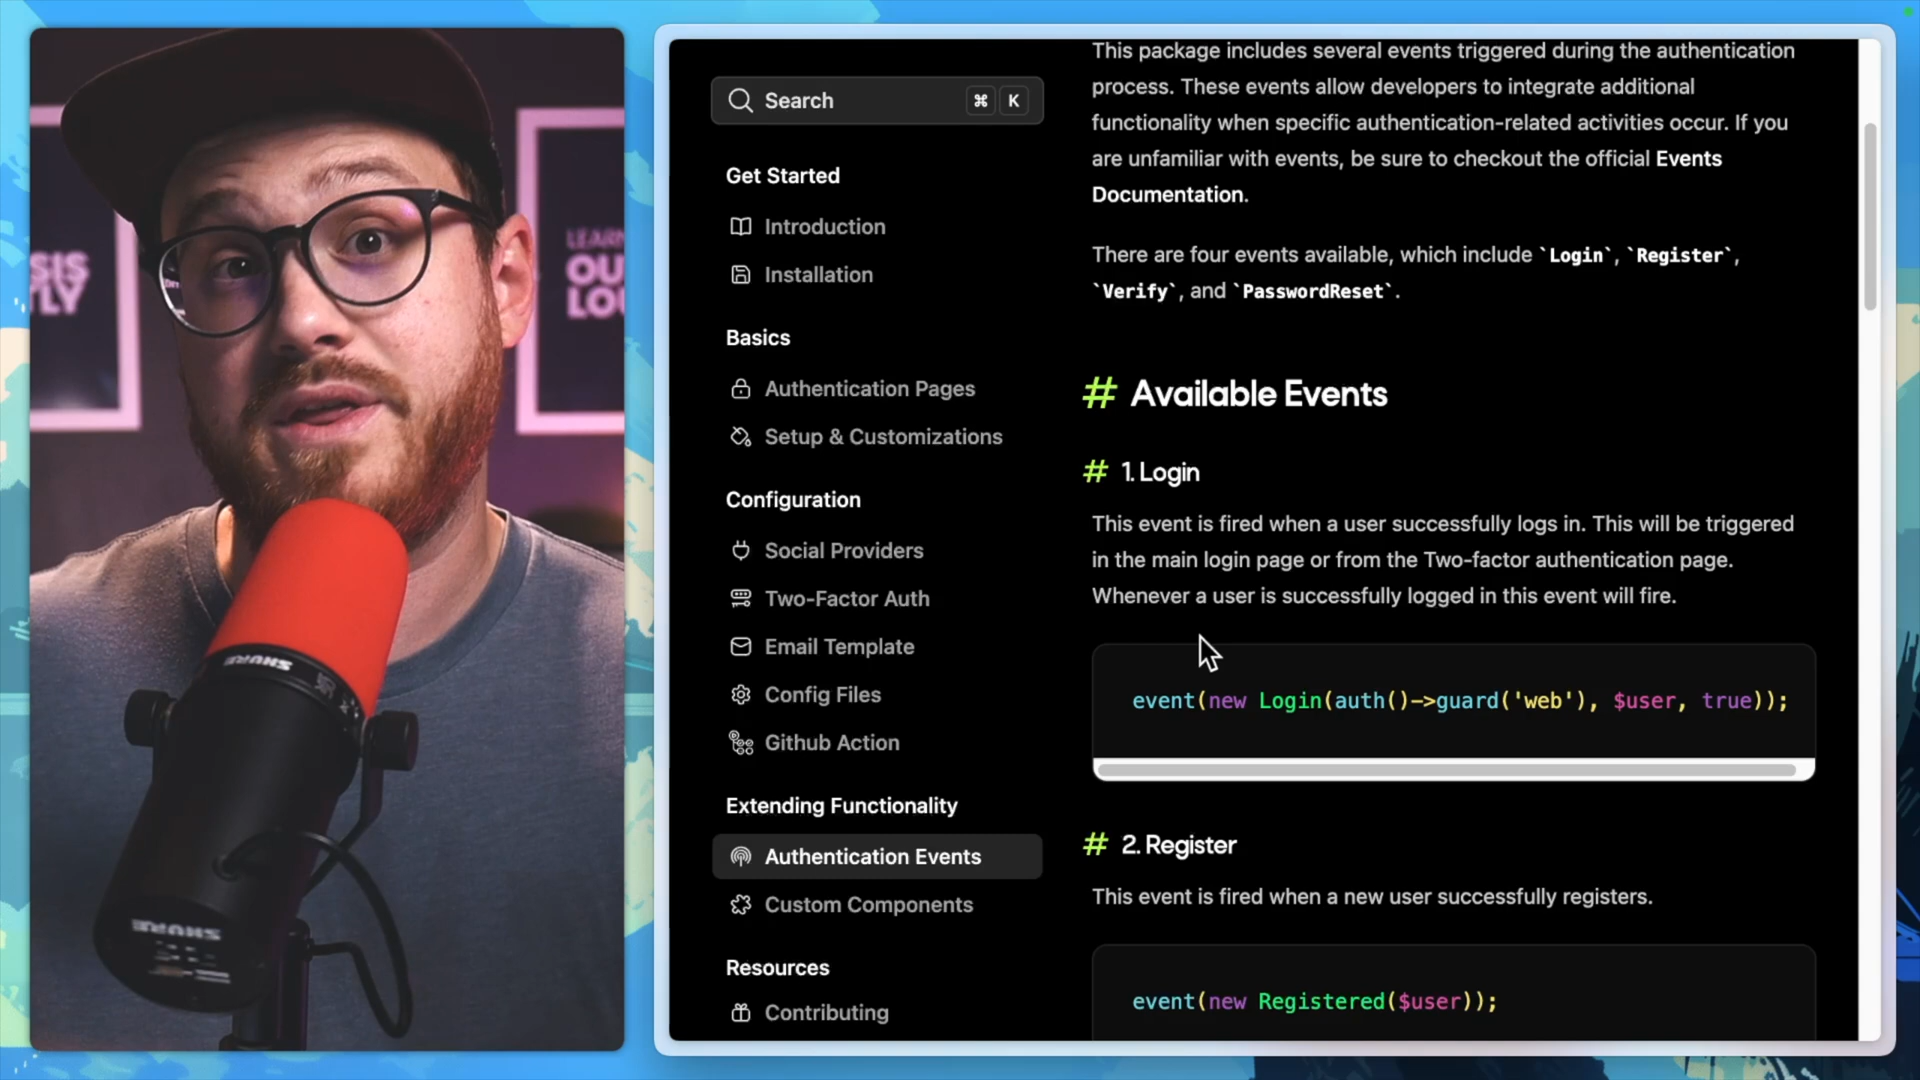 SIS
TLY
LEARN
OU
LOU
SHURE
SHURE
Search
⌘ K
Get Started
Introduction
Installation
Basics
Authentication Pages
Setup & Customizations
Configuration
Social Providers
Two-Factor Auth
Email Template
Config Files
Github Action
Extending Functionality
Authentication Events
Custom Components
Resources
Contributing
This package includes several events triggered during the authentication
process. These events allow developers to integrate additional
functionality when specific authentication-related activities occur. If you
are unfamiliar with events, be sure to checkout the official Events
Documentation.
There are four events available, which include `Login`, `Register`,
`Verify`, and `PasswordReset`.
# Available Events
# 1. Login
This event is fired when a user successfully logs in. This will be triggered
in the main login page or from the Two-factor authentication page.
Whenever a user is successfully logged in this event will fire.
event(new Login(auth()->guard('web'), $user, true));
# 2. Register
This event is fired when a new user successfully registers.
event(new Registered($user));